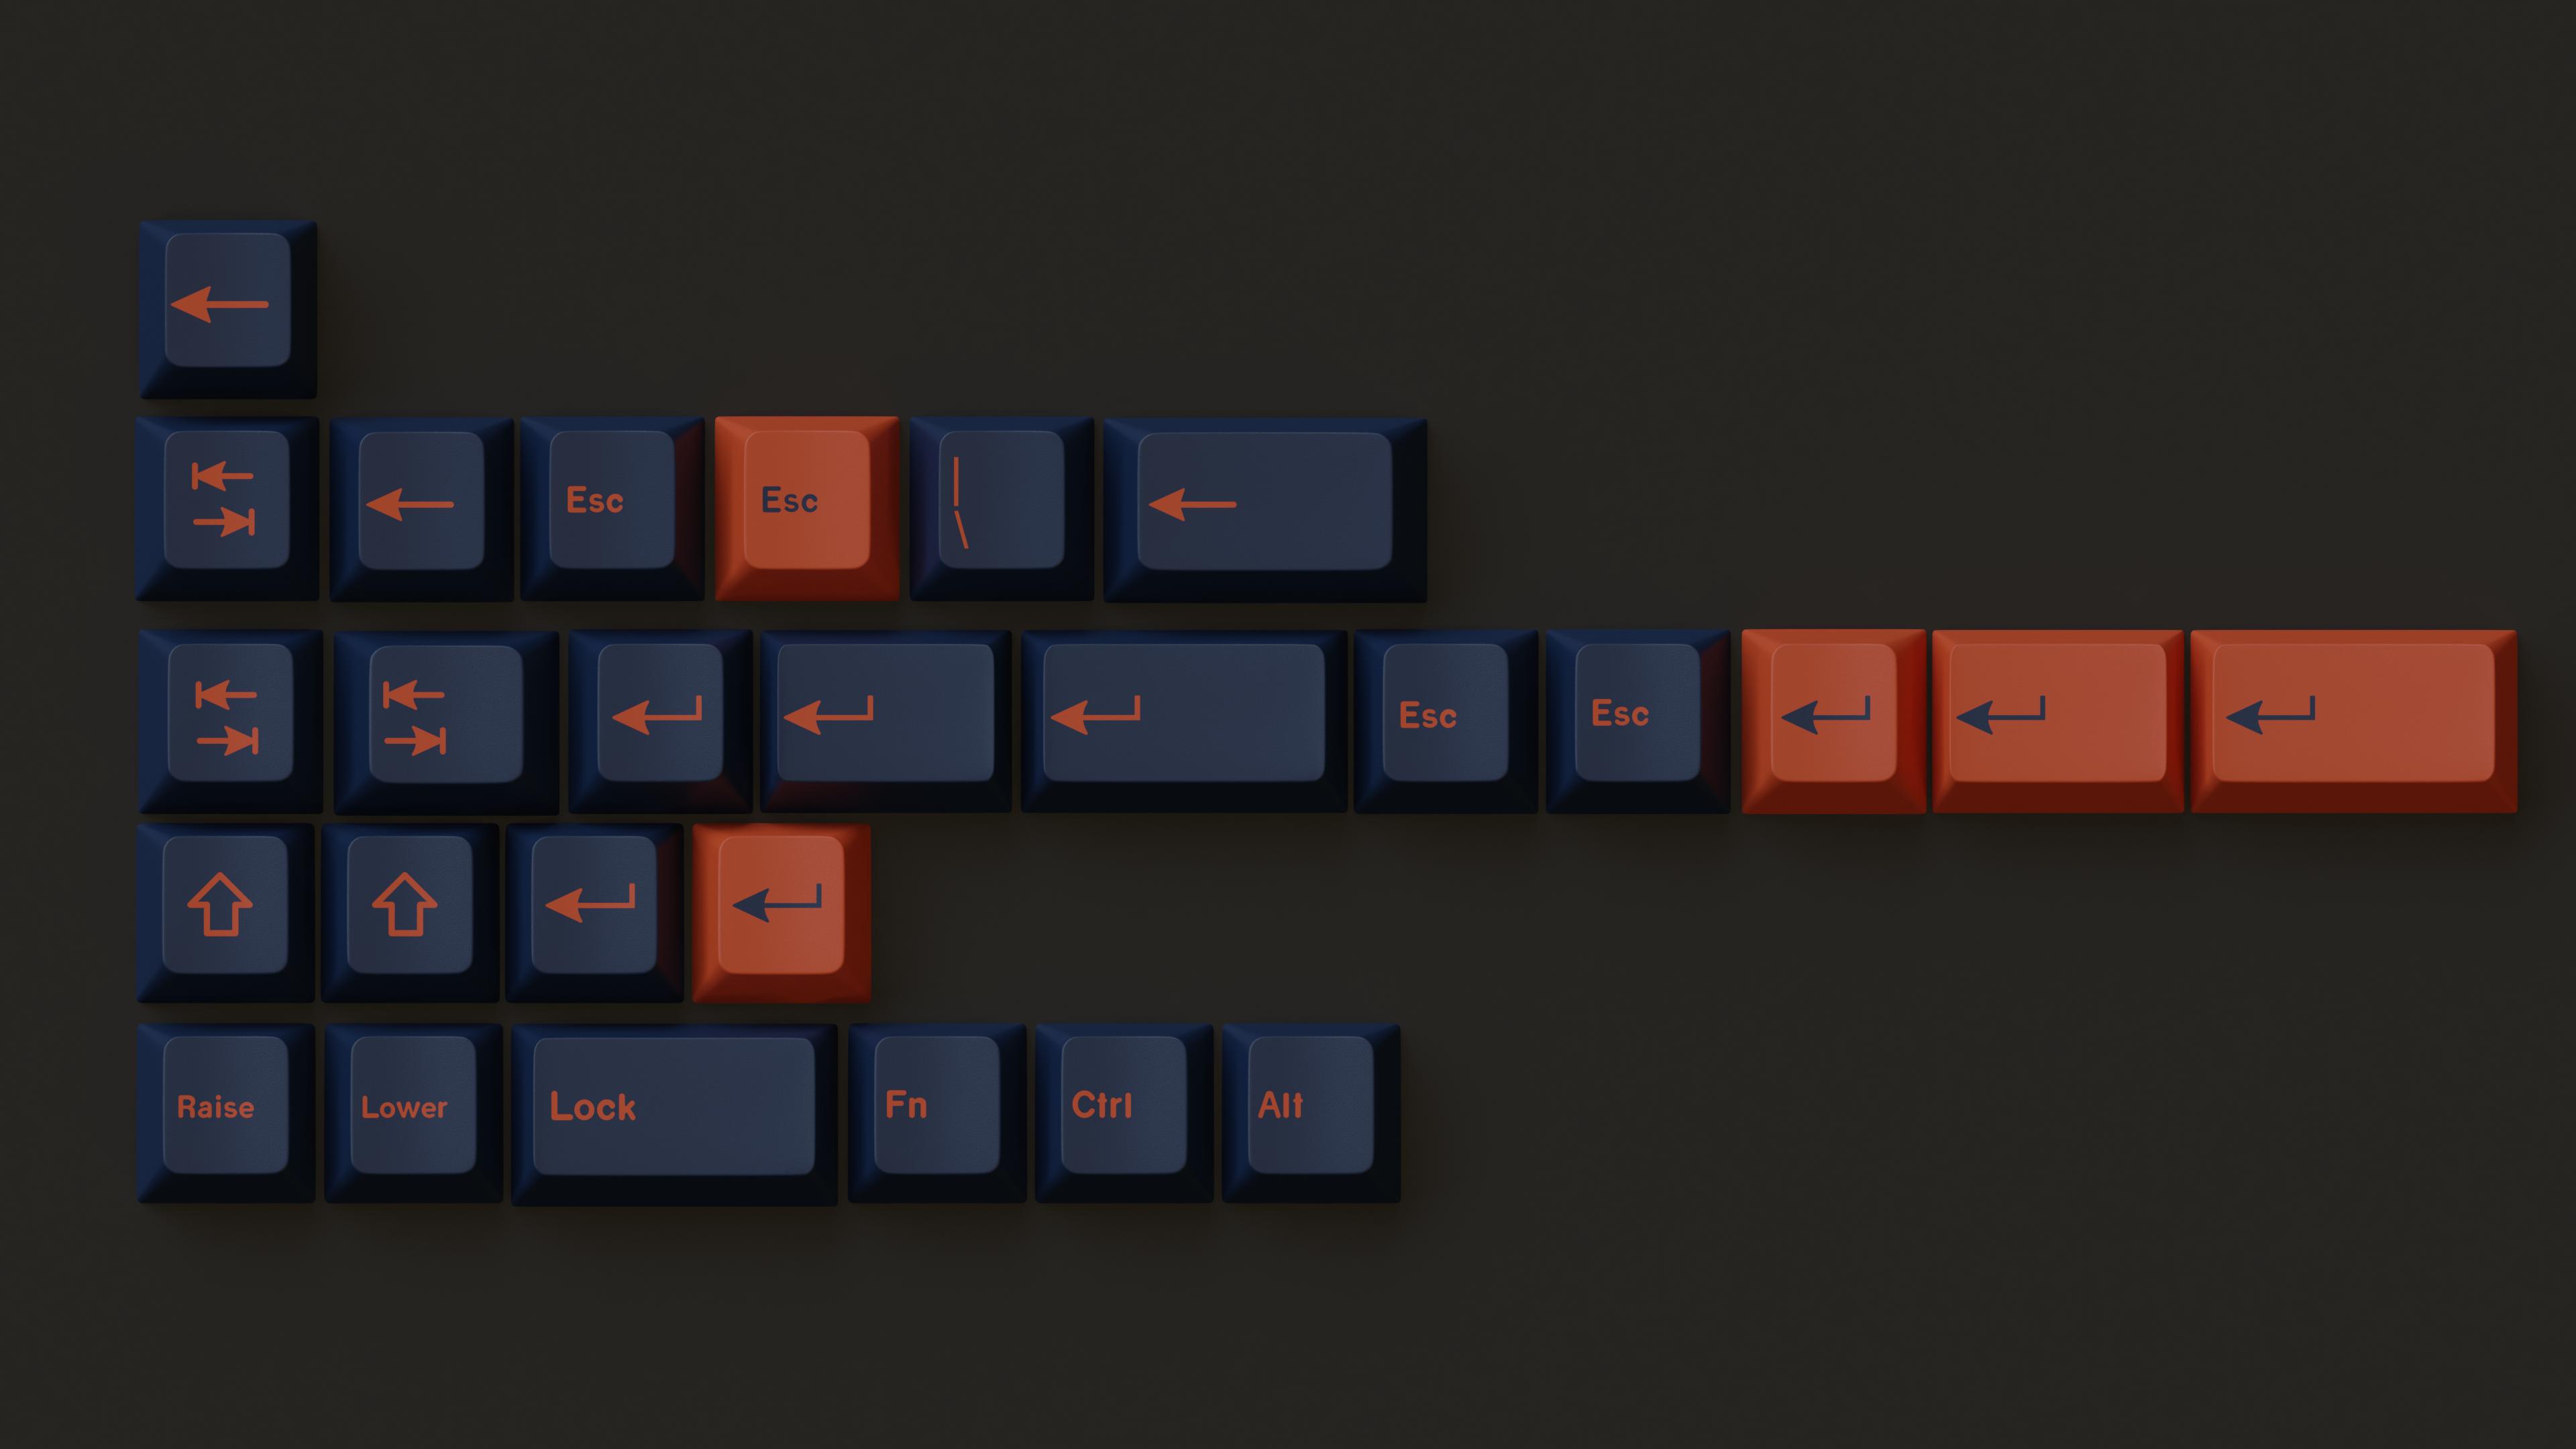 ←
⇤
⇥
←
Esc
Esc
|
\
←
⇤
⇥
⇤
⇥
↵
↵
↵
Esc
Esc
↵
↵
↵
⇧
⇧
↵
↵
Raise
Lower
Lock
Fn
Ctrl
Alt